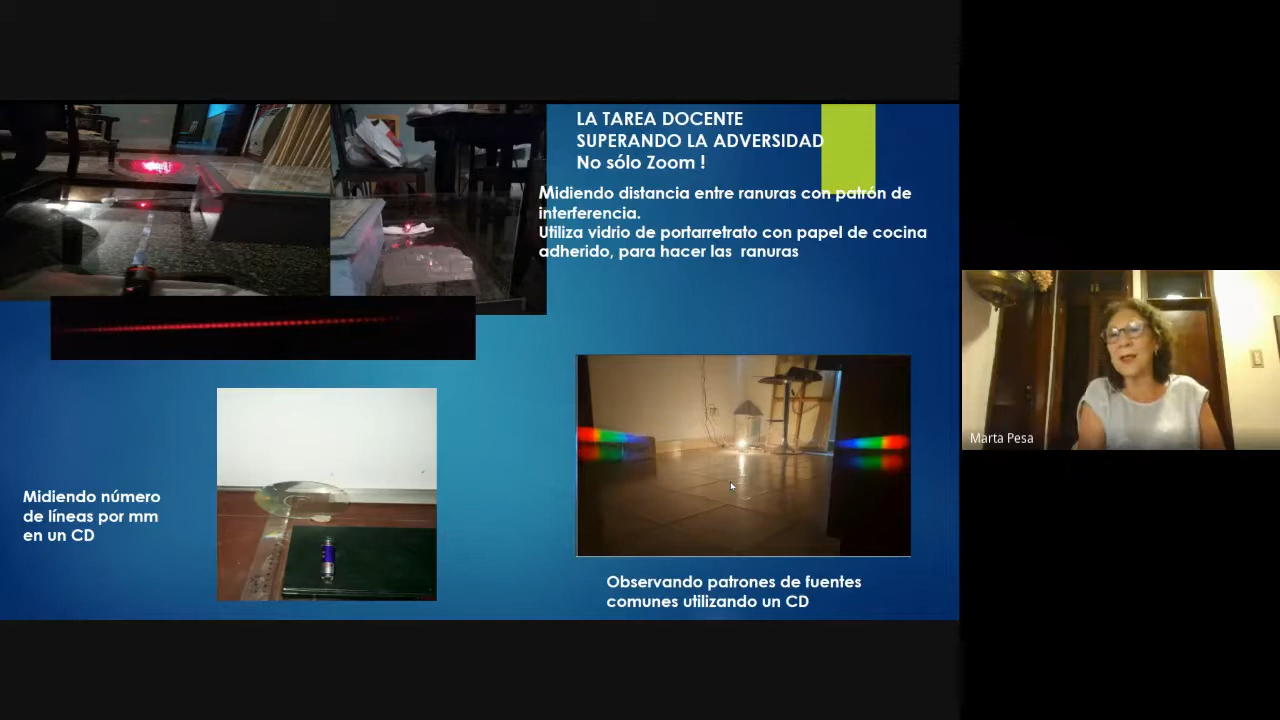 LA TAREA DOCENTE
SUPERANDO LA ADVERSIDAD
No sólo Zoom !
Midiendo distancia entre ranuras con patrón de
interferencia.
Utiliza vidrio de portarretrato con papel de cocina
adherido, para hacer las ranuras
Marta Pesa
Midiendo número
de líneas por mm
en un CD
Observando patrones de fuentes
comunes utilizando un CD